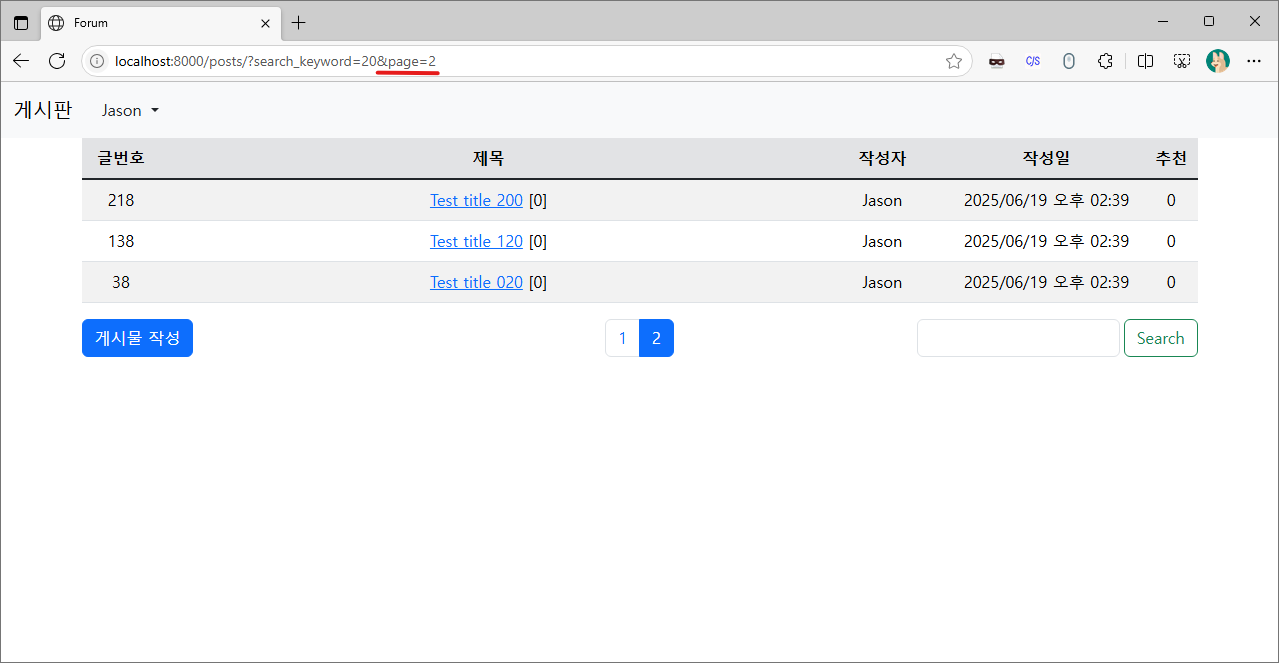 Forum
localhost:8000/posts/?search_keyword=20&page=2
C/S
게시판 Jason
글번호 제목 작성자 작성일 추천
218 Test title 200 [0] Jason 2025/06/19 오후 02:39 0
138 Test title 120 [0] Jason 2025/06/19 오후 02:39 0
38 Test title 020 [0] Jason 2025/06/19 오후 02:39 0
게시물 작성 1 2 Search